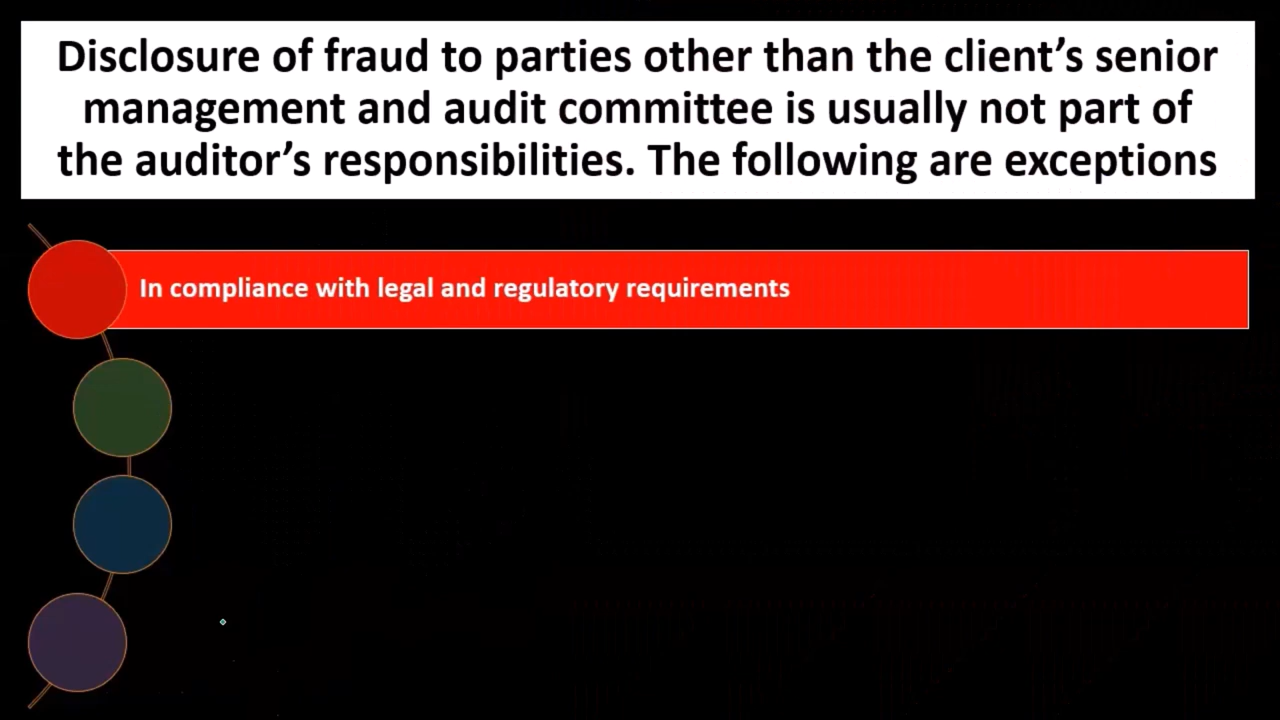 Disclosure of fraud to parties other than the client’s senior
management and audit committee is usually not part of
the auditor’s responsibilities. The following are exceptions
In compliance with legal and regulatory requirements